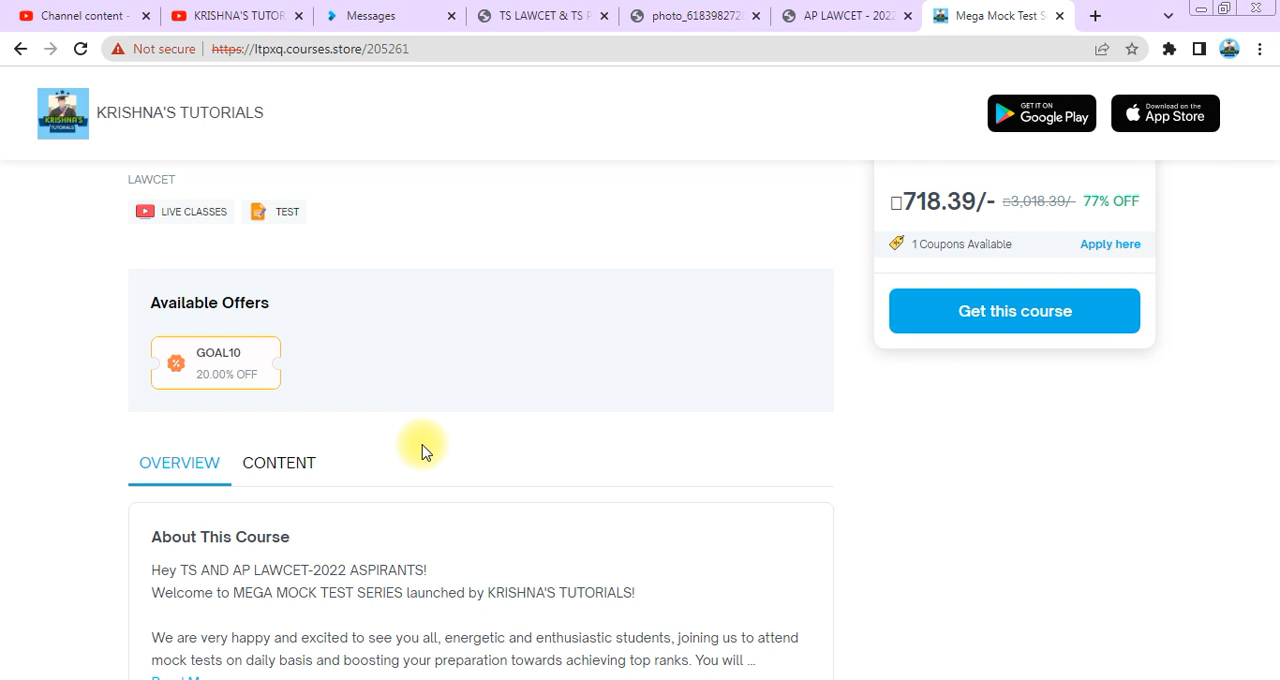 Channel content -
KRISHNA'S TUTOR
Messages
TS LAWCET & TS P
photo_618398272
AP LAWCET - 2022
Mega Mock Test S
Not secure
https://ltpxq.courses.store/205261
KRISHNA'S TUTORIALS
KRISHNA'S
TUTORIALS
GET IT ON
Google Play
Download on the
App Store
LAWCET
LIVE CLASSES
TEST
718.39/- 3,018.39/- 77% OFF
1 Coupons Available
Apply here
Get this course
Available Offers
GOAL10
20.00% OFF
OVERVIEW
CONTENT
About This Course
Hey TS AND AP LAWCET-2022 ASPIRANTS!
Welcome to MEGA MOCK TEST SERIES launched by KRISHNA'S TUTORIALS!
We are very happy and excited to see you all, energetic and enthusiastic students, joining us to attend
mock tests on daily basis and boosting your preparation towards achieving top ranks. You will ...